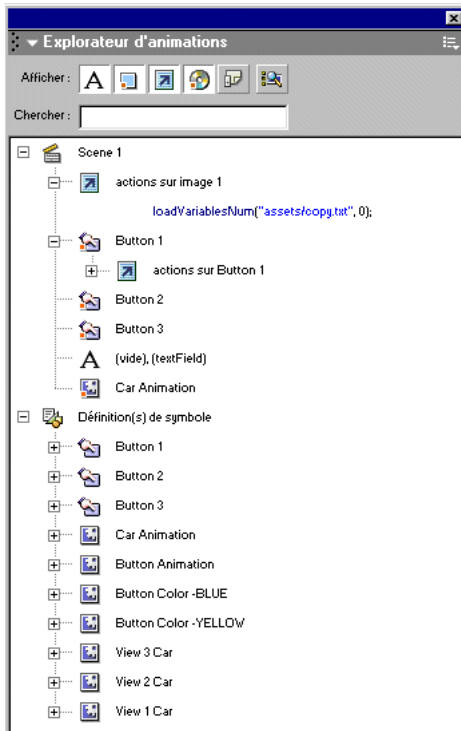 Explorateur d'animations
Afficher : A
Chercher :
Scene 1
actions sur image 1
loadVariablesNum("assets/copy.txt", 0);
Button 1
actions sur Button 1
Button 2
Button 3
A (vide), (textField)
Car Animation
Définition(s) de symbole
Button 1
Button 2
Button 3
Car Animation
Button Animation
Button Color -BLUE
Button Color -YELLOW
View 3 Car
View 2 Car
View 1 Car